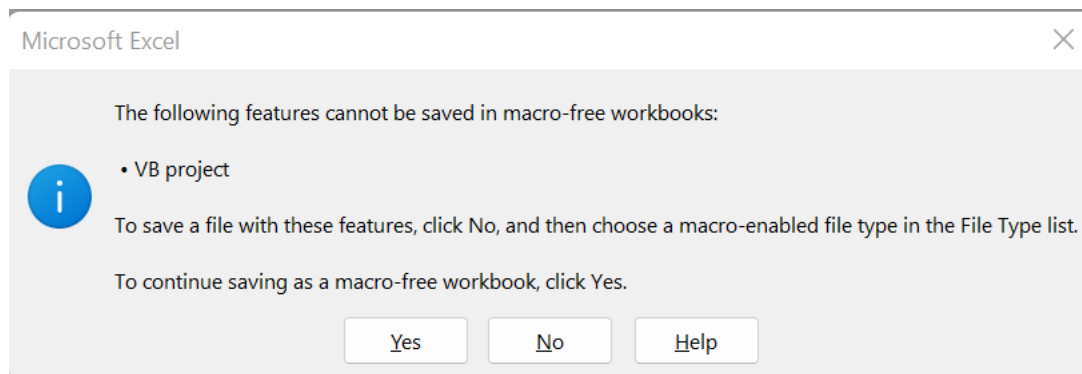 Microsoft Excel
The following features cannot be saved in macro-free workbooks:
• VB project
To save a file with these features, click No, and then choose a macro-enabled file type in the File Type list.
To continue saving as a macro-free workbook, click Yes.
Yes No Help